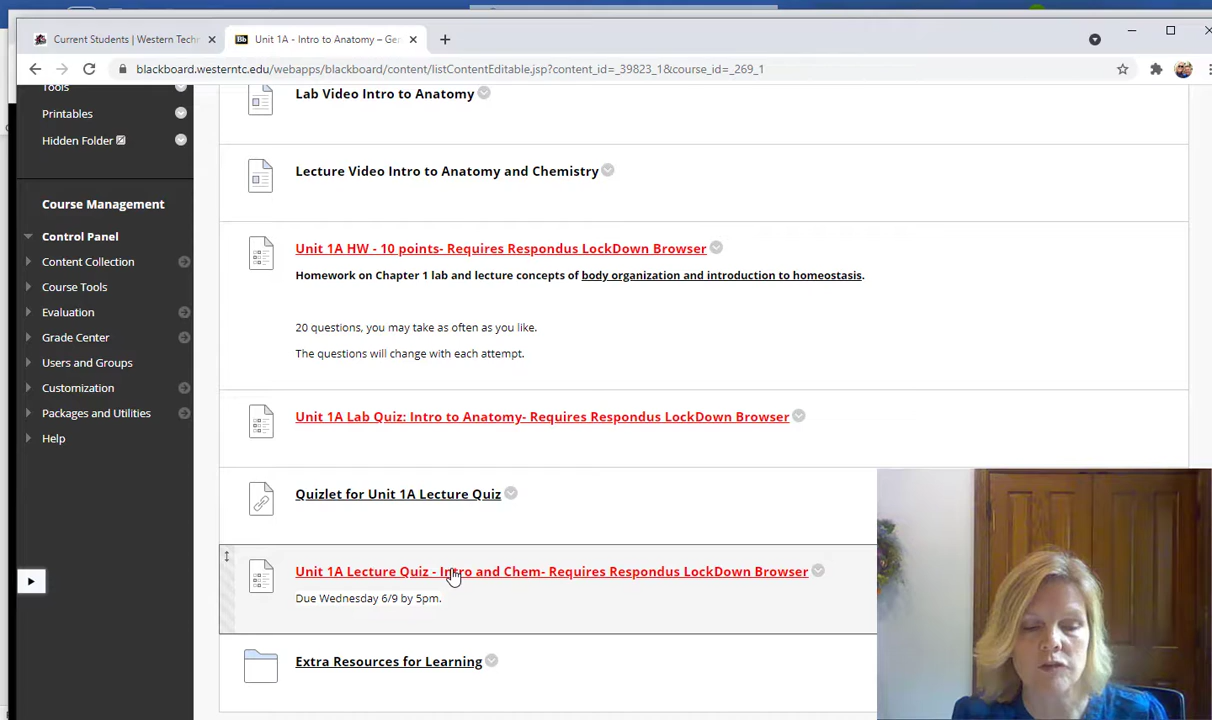 Current Students | Western Techn
Unit 1A - Intro to Anatomy – Gen
blackboard.westerntc.edu/webapps/blackboard/content/listContentEditable.jsp?content_id=_39823_1&course_id=_269_1
Tools
Printables
Hidden Folder
Course Management
Control Panel
Content Collection
Course Tools
Evaluation
Grade Center
Users and Groups
Customization
Packages and Utilities
Help
Lab Video Intro to Anatomy
Lecture Video Intro to Anatomy and Chemistry
Unit 1A HW - 10 points- Requires Respondus LockDown Browser
Homework on Chapter 1 lab and lecture concepts of body organization and introduction to homeostasis.
20 questions, you may take as often as you like.
The questions will change with each attempt.
Unit 1A Lab Quiz: Intro to Anatomy- Requires Respondus LockDown Browser
Quizlet for Unit 1A Lecture Quiz
Unit 1A Lecture Quiz - Intro and Chem- Requires Respondus LockDown Browser
Due Wednesday 6/9 by 5pm.
Extra Resources for Learning